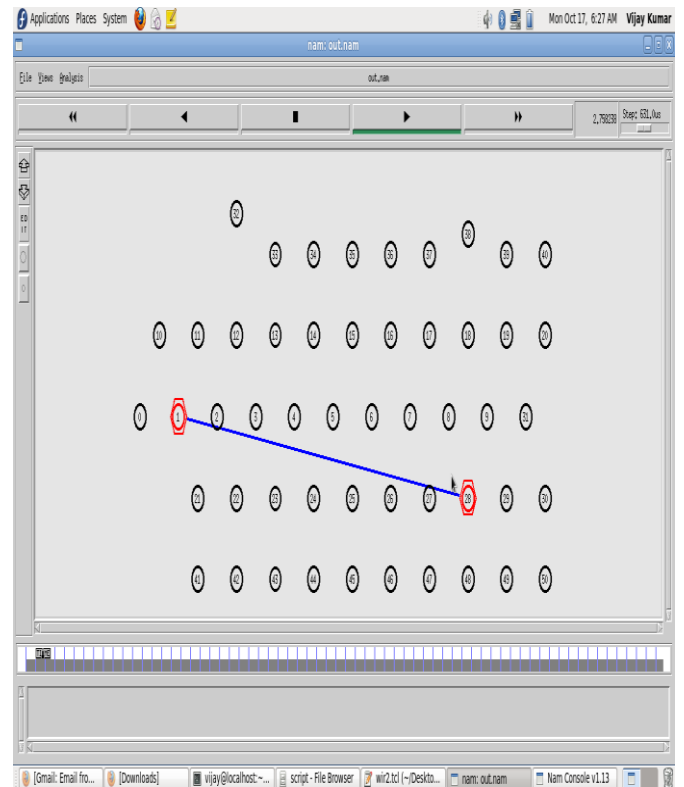 Applications Places System Mon Oct 17, 6:27 AM Vijay Kumar
nam: out.nam
File Views Analysis out.nam
2.758238 Step: 631.0us
ED
IT
32
38
33 34 35 36 37 39 40
10 11 12 13 14 15 16 17 18 19 20
0 1 2 3 4 5 6 7 8 9 31
21 22 23 24 25 26 27 28 29 30
41 42 43 44 45 46 47 48 49 50
[Gmail: Email fro... [Downloads] vijay@localhost:~... script - File Browser wir2.tcl (~/Deskto... nam: out.nam Nam Console v1.13